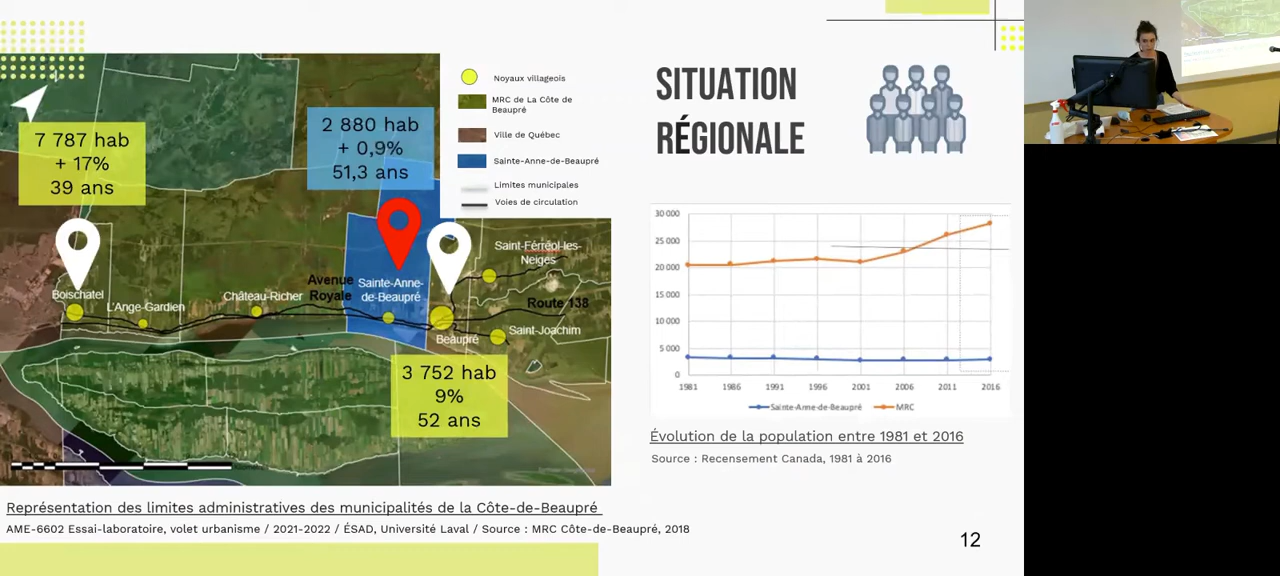 SITUATION
RÉGIONALE
Noyaux villageois
MRC de La Côte de
Beaupré
Ville de Québec
Sainte-Anne-de-Beaupré
Limites municipales
Voies de circulation
7 787 hab
+ 17%
39 ans
2 880 hab
+ 0,9%
51,3 ans
Saint-Férréol-les-
Neiges
Boischatel
L'Ange-Gardien
Château-Richer
Avenue
Royale
Sainte-Anne-
de-Beaupré
Route 138
Beaupré
Saint-Joachim
3 752 hab
9%
52 ans
30 000
25 000
20 000
15 000
10 000
5 000
0
1981 1986 1991 1996 2001 2006 2011 2016
Sainte-Anne-de-Beaupré MRC
Évolution de la population entre 1981 et 2016
Source : Recensement Canada, 1981 à 2016
Représentation des limites administratives des municipalités de la Côte-de-Beaupré
AME-6602 Essai-laboratoire, volet urbanisme / 2021-2022 / ÉSAD, Université Laval / Source : MRC Côte-de-Beaupré, 2018
12